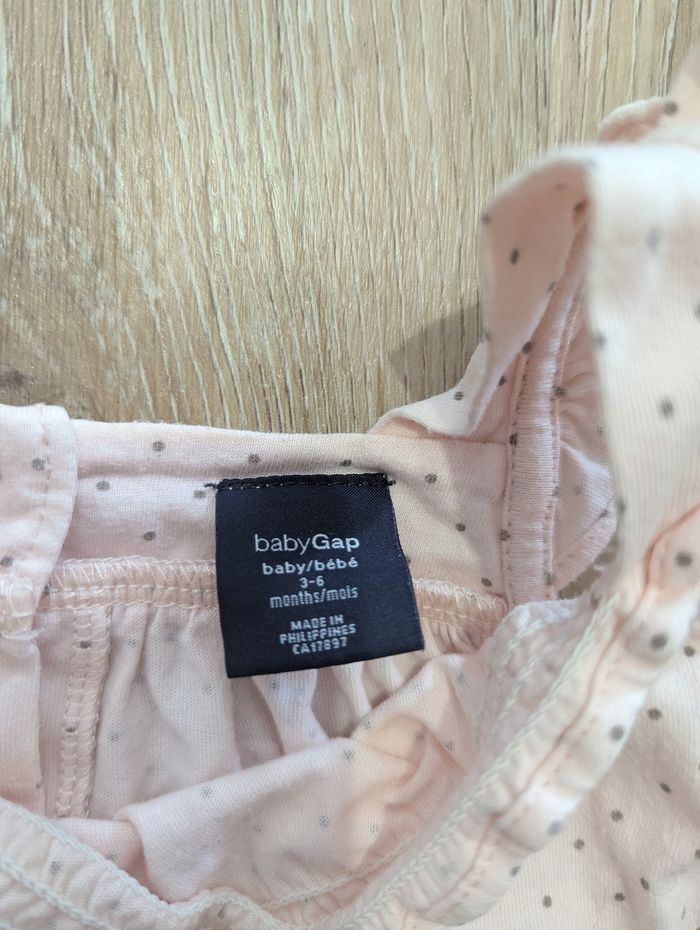 babyGap
baby/bébé
3-6
months/mois
MADE IN
PHILIPPINES
CA17897